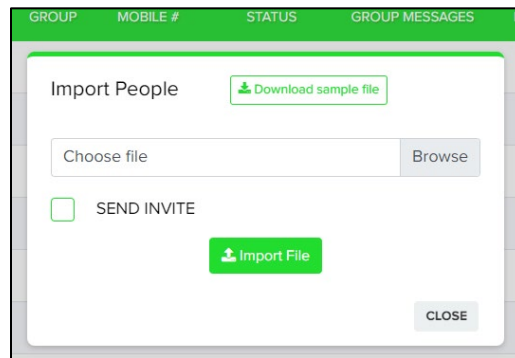 GROUP MOBILE # STATUS GROUP MESSAGES
Import People Download sample file
Choose file Browse
SEND INVITE
Import File
CLOSE